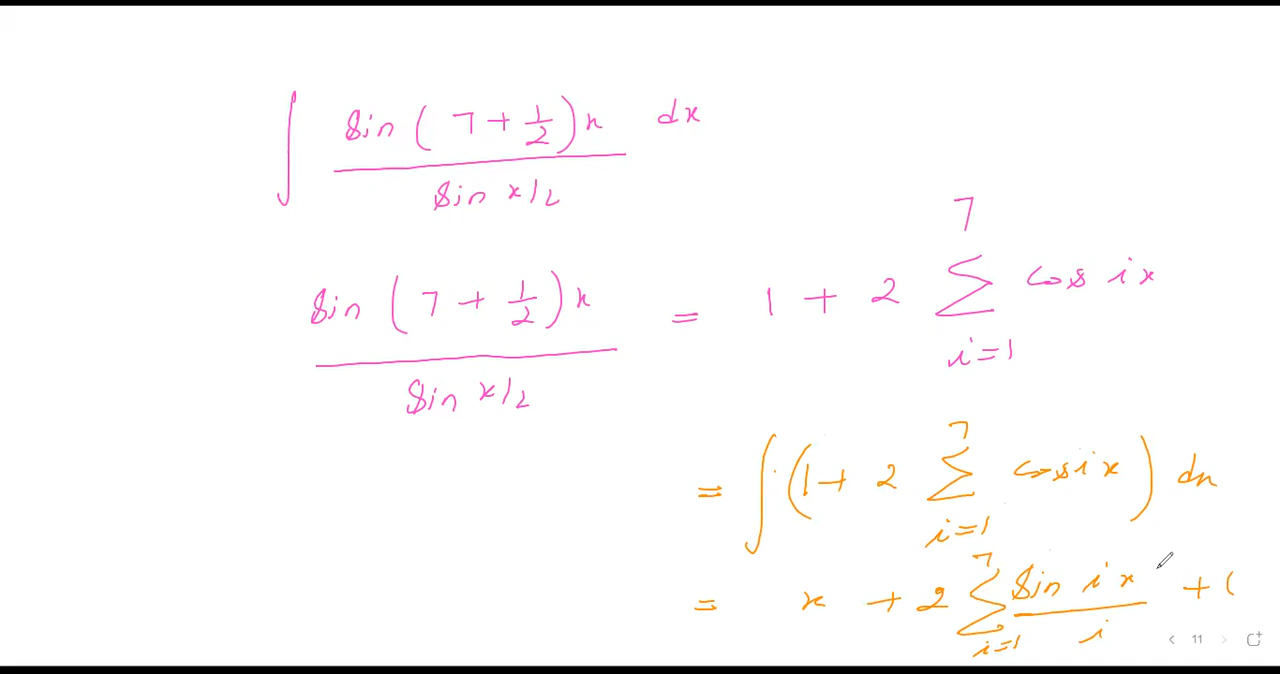 ∫ sin(7+1/2)x / sin x/2 dx
sin(7+1/2)x / sin x/2 = 1 + 2 ∑_{i=1}^{7} cos ix
= ∫ (1+ 2 ∑_{i=1}^{7} cos ix) dx
= x + 2 ∑_{i=1}^{7} sin ix / i + C
< 11 >